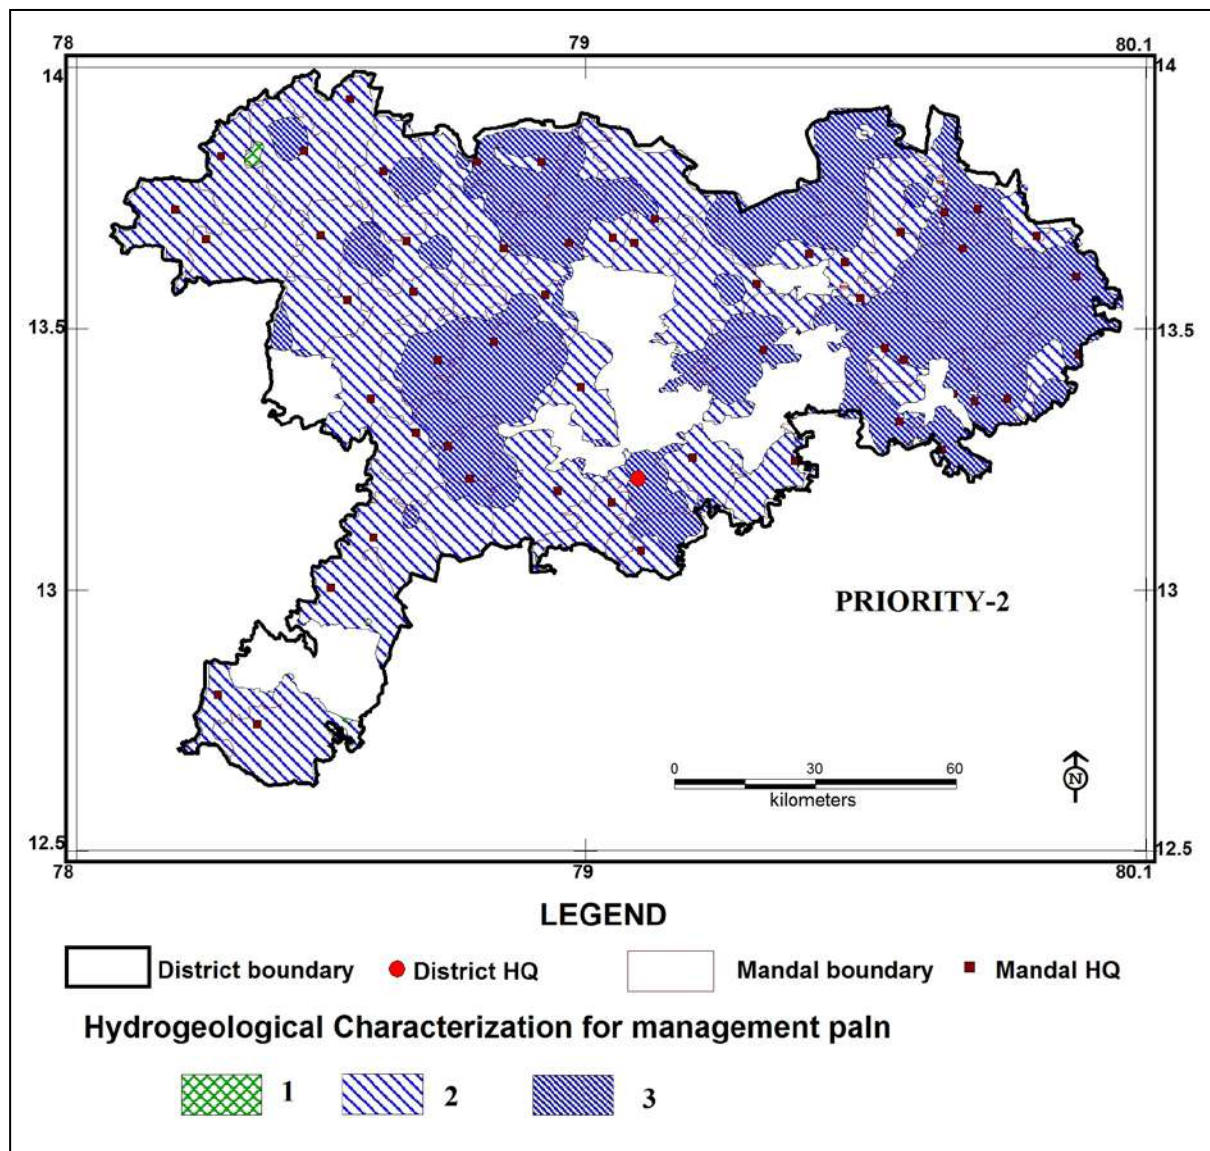 78 79 80.1
14 14
13.5 13.5
13
PRIORITY-2
0 30 60
kilometers
N
12.5 12.5
78 79 80.1
LEGEND
District boundary District HQ Mandal boundary Mandal HQ
Hydrogeological Characterization for management paln
1 2 3